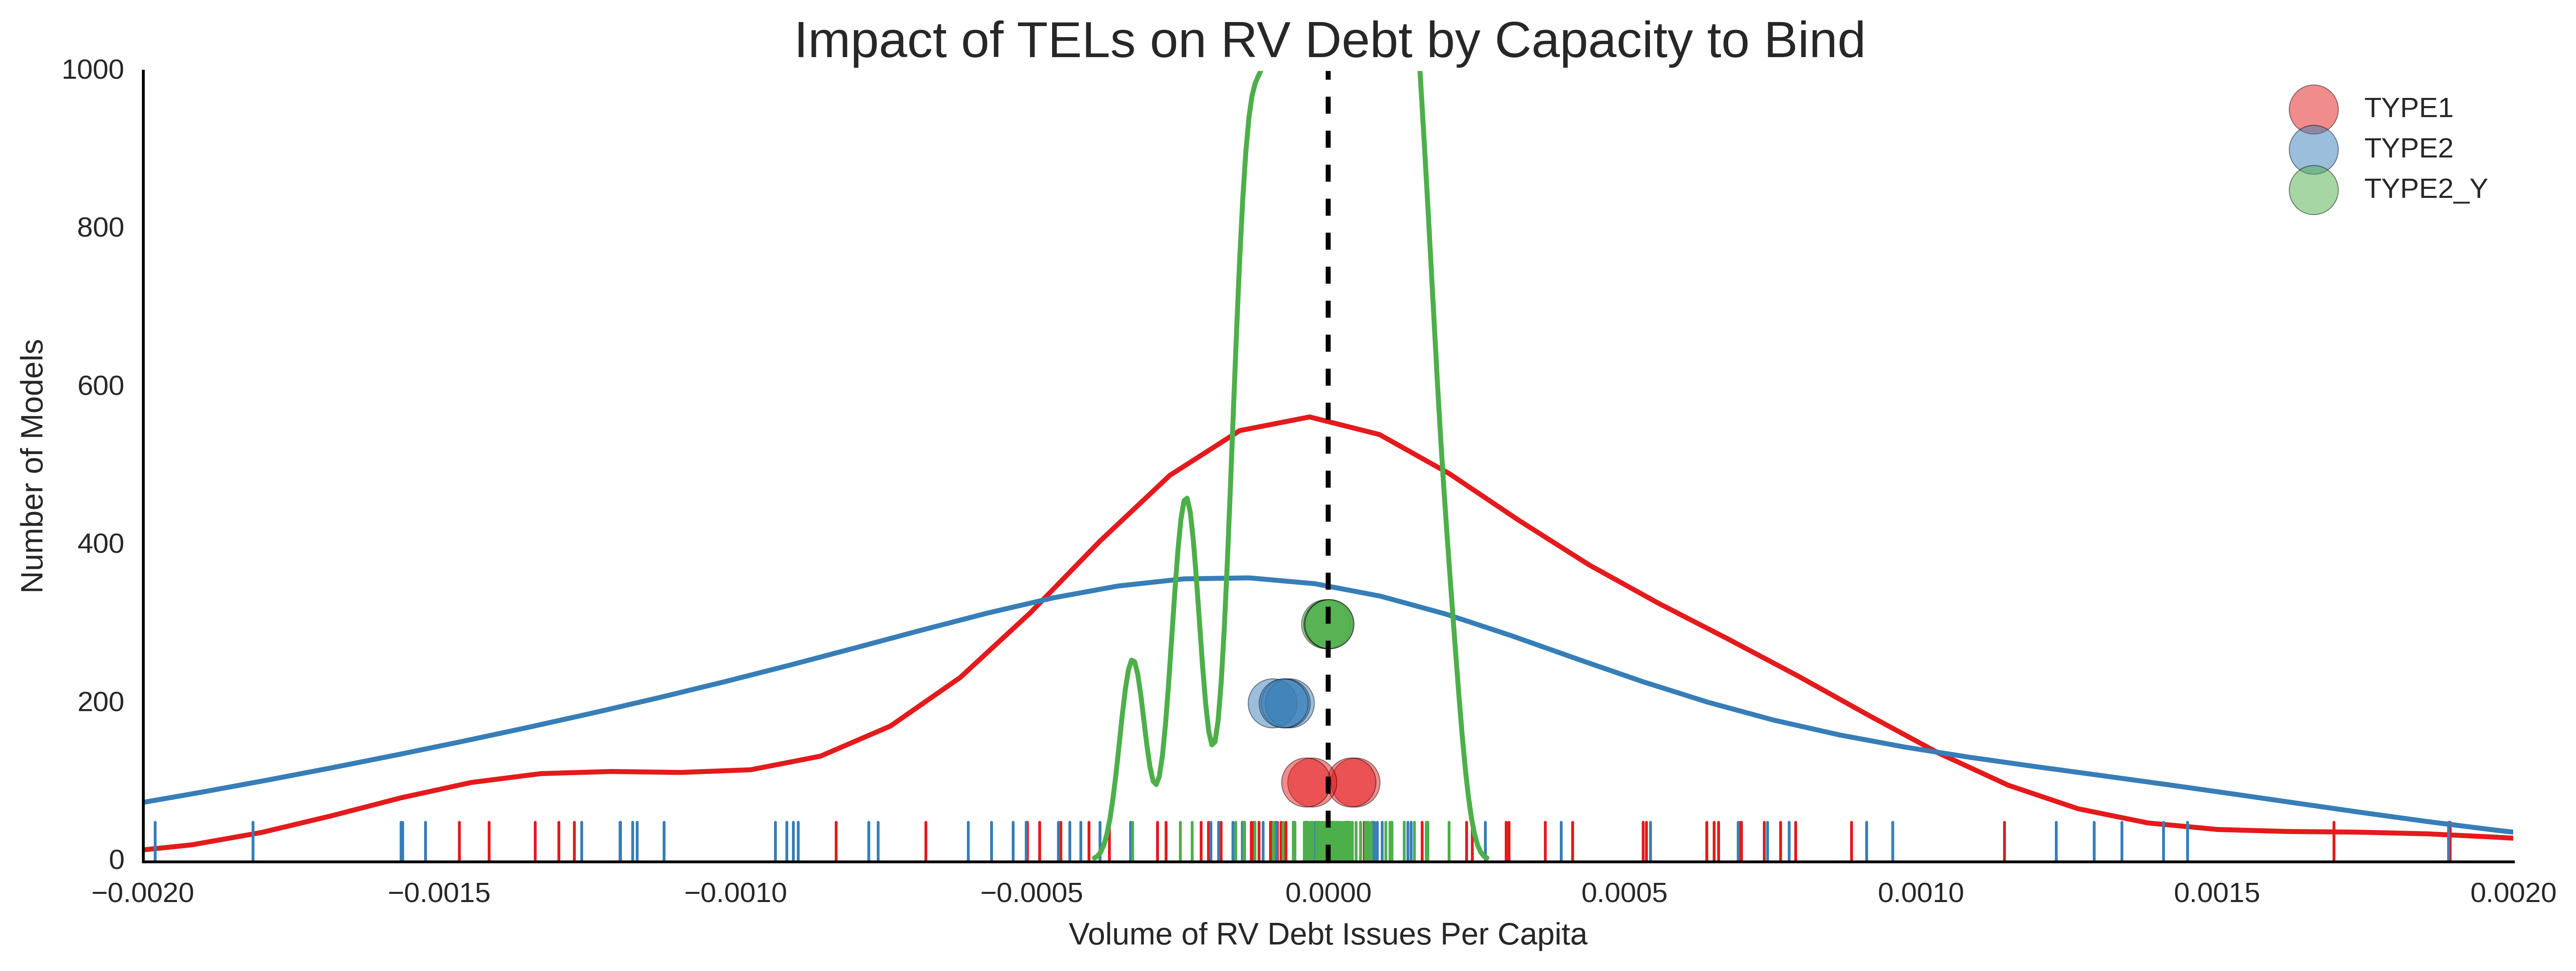 Impact of TELs on RV Debt by Capacity to Bind
1000
800
600
400
200
0
Number of Models
TYPE1
TYPE2
TYPE2_Y
−0.0020 −0.0015 −0.0010 −0.0005 0.0000 0.0005 0.0010 0.0015 0.0020
Volume of RV Debt Issues Per Capita